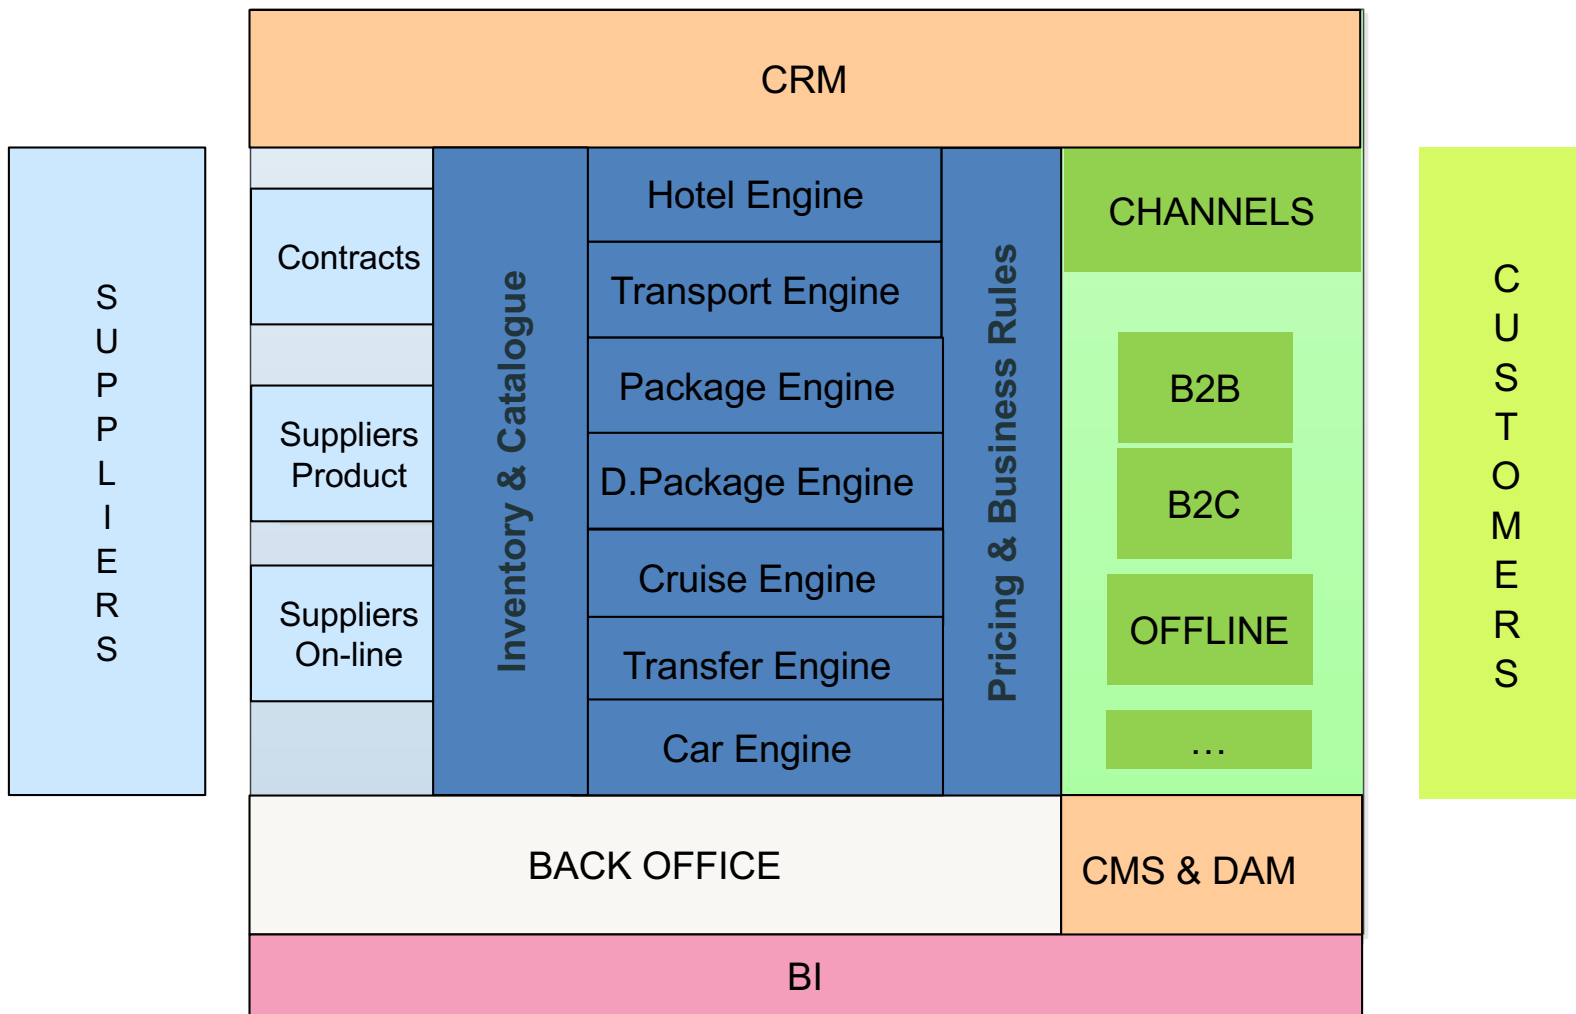 CRM
SUPPLIERS
Contracts
Suppliers
Product
Suppliers
On-line
Inventory & Catalogue
Hotel Engine
Transport Engine
Package Engine
D.Package Engine
Cruise Engine
Transfer Engine
Car Engine
Pricing & Business Rules
CHANNELS
B2B
B2C
OFFLINE
...
CUSTOMERS
BACK OFFICE
CMS & DAM
BI